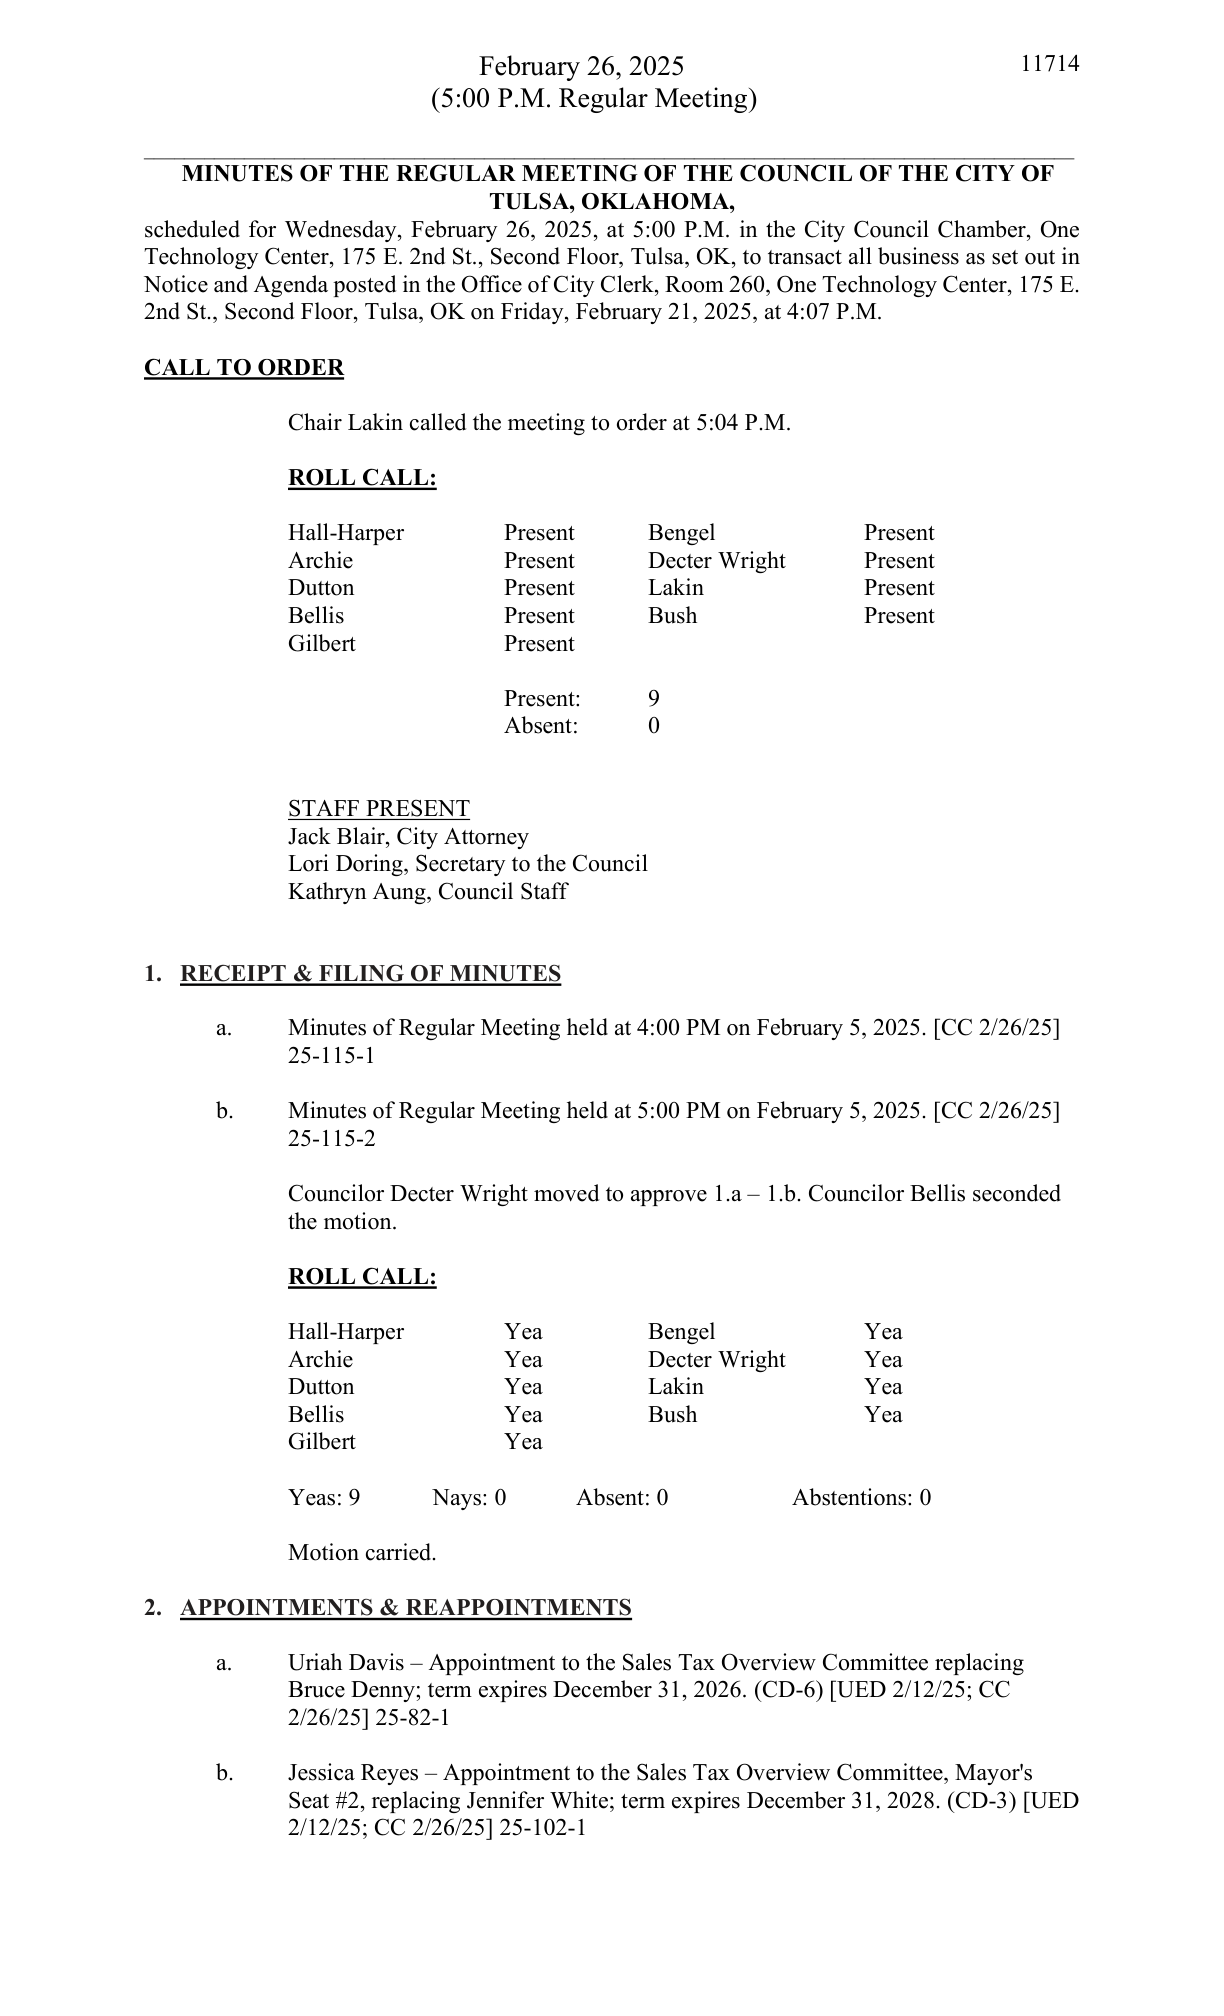 February 26, 2025
11714
(5:00 P.M. Regular Meeting)
MINUTES OF THE REGULAR MEETING OF THE COUNCIL OF THE CITY OF
TULSA, OKLAHOMA,
scheduled for Wednesday, February 26, 2025, at 5:00 P.M. in the City Council Chamber, One
Technology Center, 175 E. 2nd St., Second Floor, Tulsa, OK, to transact all business as set out in
Notice and Agenda posted in the Office of City Clerk, Room 260, One Technology Center, 175 E.
2nd St., Second Floor, Tulsa, OK on Friday, February 21, 2025, at 4:07 P.M.
CALL TO ORDER
Chair Lakin called the meeting to order at 5:04 P.M.
ROLL CALL:
Hall-Harper Present Bengel Present
Archie Present Decter Wright Present
Dutton Present Lakin Present
Bellis Present Bush Present
Gilbert Present
Present: 9
Absent: 0
STAFF PRESENT
Jack Blair, City Attorney
Lori Doring, Secretary to the Council
Kathryn Aung, Council Staff
1. RECEIPT & FILING OF MINUTES
a. Minutes of Regular Meeting held at 4:00 PM on February 5, 2025. [CC 2/26/25]
25-115-1
b. Minutes of Regular Meeting held at 5:00 PM on February 5, 2025. [CC 2/26/25]
25-115-2
Councilor Decter Wright moved to approve 1.a – 1.b. Councilor Bellis seconded
the motion.
ROLL CALL:
Hall-Harper Yea Bengel Yea
Archie Yea Decter Wright Yea
Dutton Yea Lakin Yea
Bellis Yea Bush Yea
Gilbert Yea
Yeas: 9 Nays: 0 Absent: 0 Abstentions: 0
Motion carried.
2. APPOINTMENTS & REAPPOINTMENTS
a. Uriah Davis – Appointment to the Sales Tax Overview Committee replacing
Bruce Denny; term expires December 31, 2026. (CD-6) [UED 2/12/25; CC
2/26/25] 25-82-1
b. Jessica Reyes – Appointment to the Sales Tax Overview Committee, Mayor's
Seat #2, replacing Jennifer White; term expires December 31, 2028. (CD-3) [UED
2/12/25; CC 2/26/25] 25-102-1